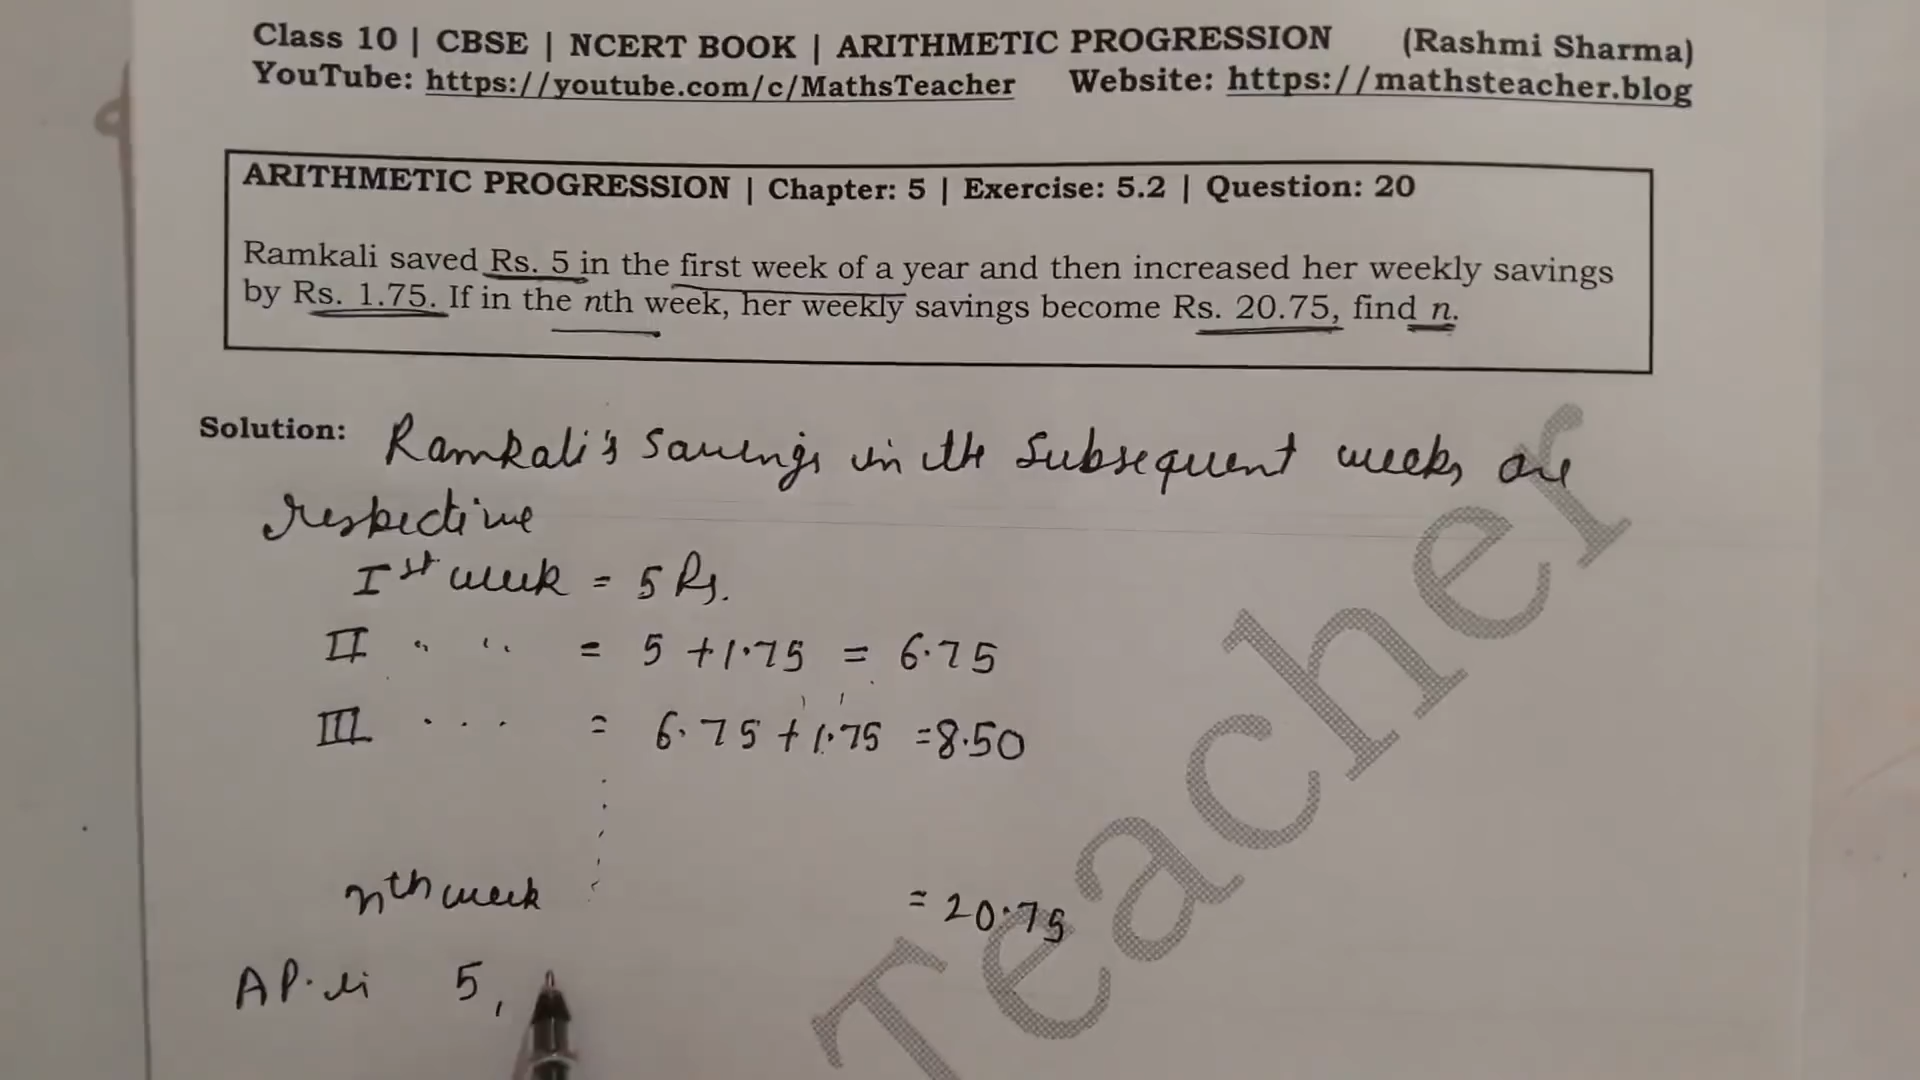 Class 10 | CBSE | NCERT BOOK | ARITHMETIC PROGRESSION (Rashmi Sharma)
YouTube: https://youtube.com/c/MathsTeacher Website: https://mathsteacher.blog
ARITHMETIC PROGRESSION | Chapter: 5 | Exercise: 5.2 | Question: 20
Ramkali saved Rs. 5 in the first week of a year and then increased her weekly savings
by Rs. 1.75. If in the nth week, her weekly savings become Rs. 20.75, find n.
Solution: Ramkali's Savings in the Subsequent weeks are
respective
Ist week = 5 Rs.
II " " = 5 + 1.75 = 6.75
III . . . = 6.75 + 1.75 = 8.50
nth week = 20.75
AP. is 5,
Teacher